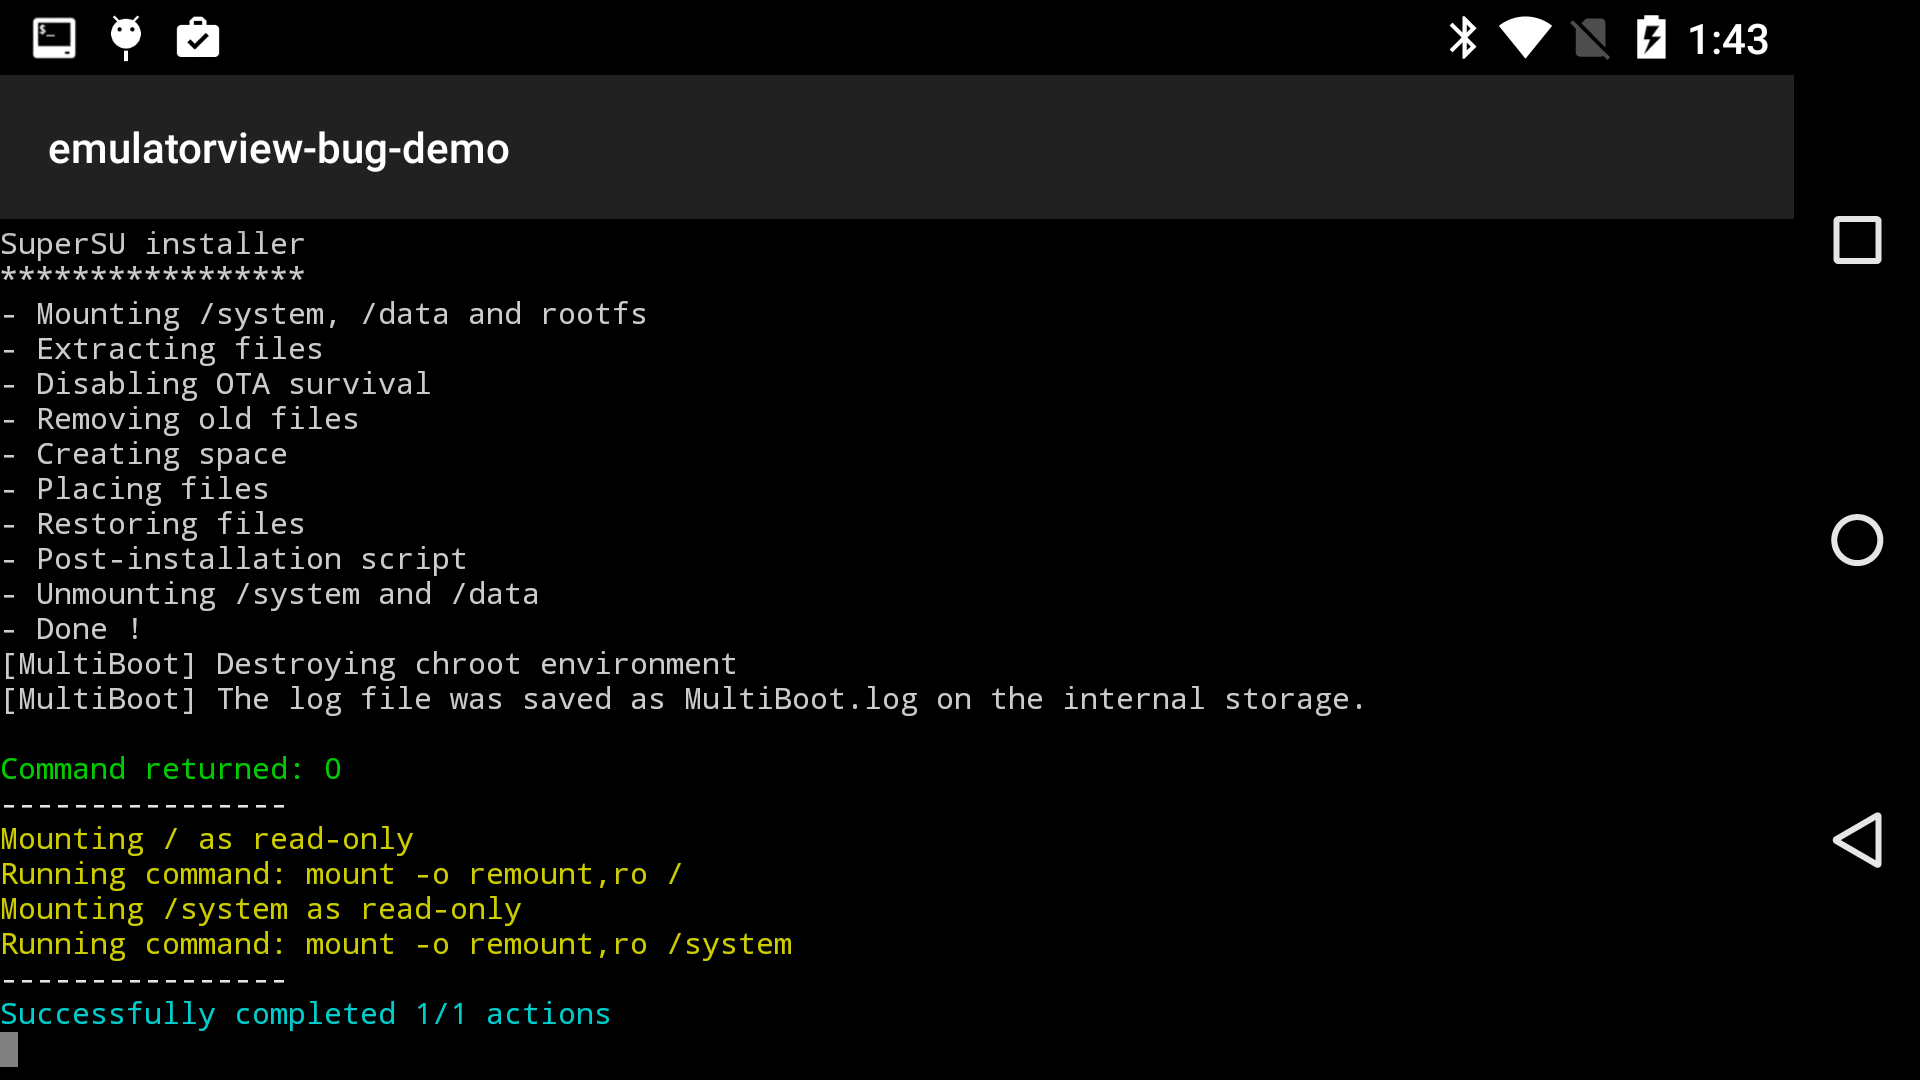 1:43
emulatorview-bug-demo
SuperSU installer
*****************
- Mounting /system, /data and rootfs
- Extracting files
- Disabling OTA survival
- Removing old files
- Creating space
- Placing files
- Restoring files
- Post-installation script
- Unmounting /system and /data
- Done !
[MultiBoot] Destroying chroot environment
[MultiBoot] The log file was saved as MultiBoot.log on the internal storage.
Command returned: 0
----------------
Mounting / as read-only
Running command: mount -o remount,ro /
Mounting /system as read-only
Running command: mount -o remount,ro /system
----------------
Successfully completed 1/1 actions